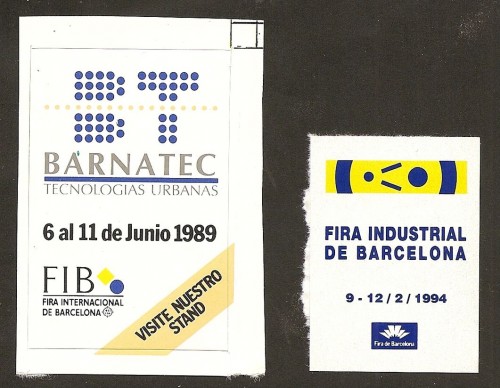 BT
BARNATEC
TECNOLOGIAS URBANAS
6 al 11 de Junio 1989
FIB
FIRA INTERNACIONAL
DE BARCELONA
VISITE NUESTRO
STAND
FIRA INDUSTRIAL
DE BARCELONA
9 - 12 / 2 / 1994
Fira de Barcelona